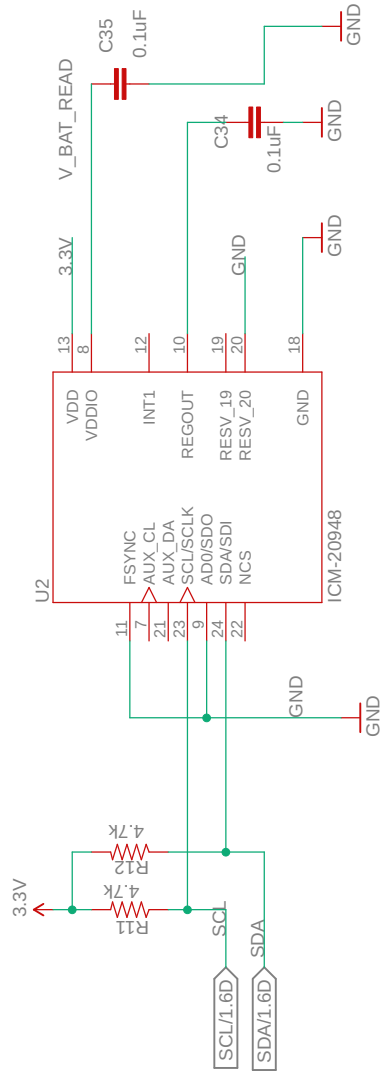 C35
0.1uF
GND
V_BAT_READ
C34
0.1uF
GND
3.3V
GND
GND
13
8
12
10
19
20
18
VDD
VDDIO
INT1
REGOUT
RESV_19
RESV_20
GND
U2
ICM-20948
FSYNC
AUX_CL
AUX_DA
SCL/SCLK
AD0/SDO
SDA/SDI
NCS
11
7
21
23
9
24
22
GND
GND
4.7k
R12
4.7k
R11
3.3V
SCL
SDA
SCL/1.6D
SDA/1.6D